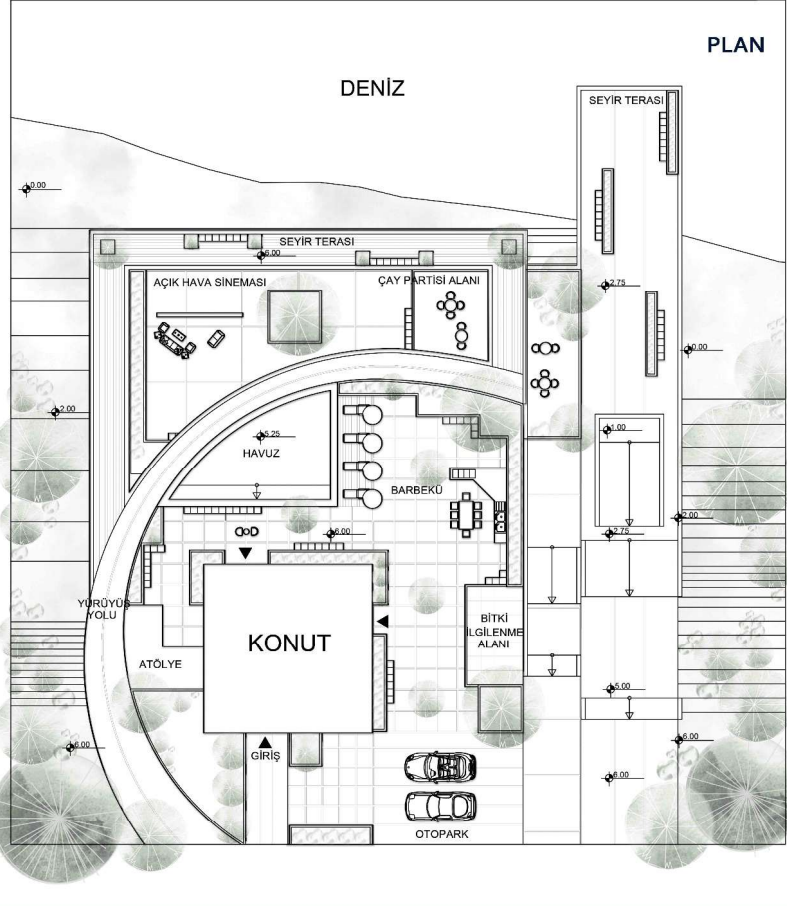 PLAN
DENİZ
SEYİR TERASI
0.00
SEYİR TERASI
6.00
AÇIK HAVA SİNEMASI
ÇAY PARTİSİ ALANI
2.75
0.00
2.00
5.25
HAVUZ
1.00
BARBEKÜ
2.00
6.00
2.75
YÜRÜYÜŞ
YOLU
KONUT
BİTKİ
İLGİLENME
ALANI
ATÖLYE
5.00
6.00
GİRİŞ
6.00
6.00
OTOPARK